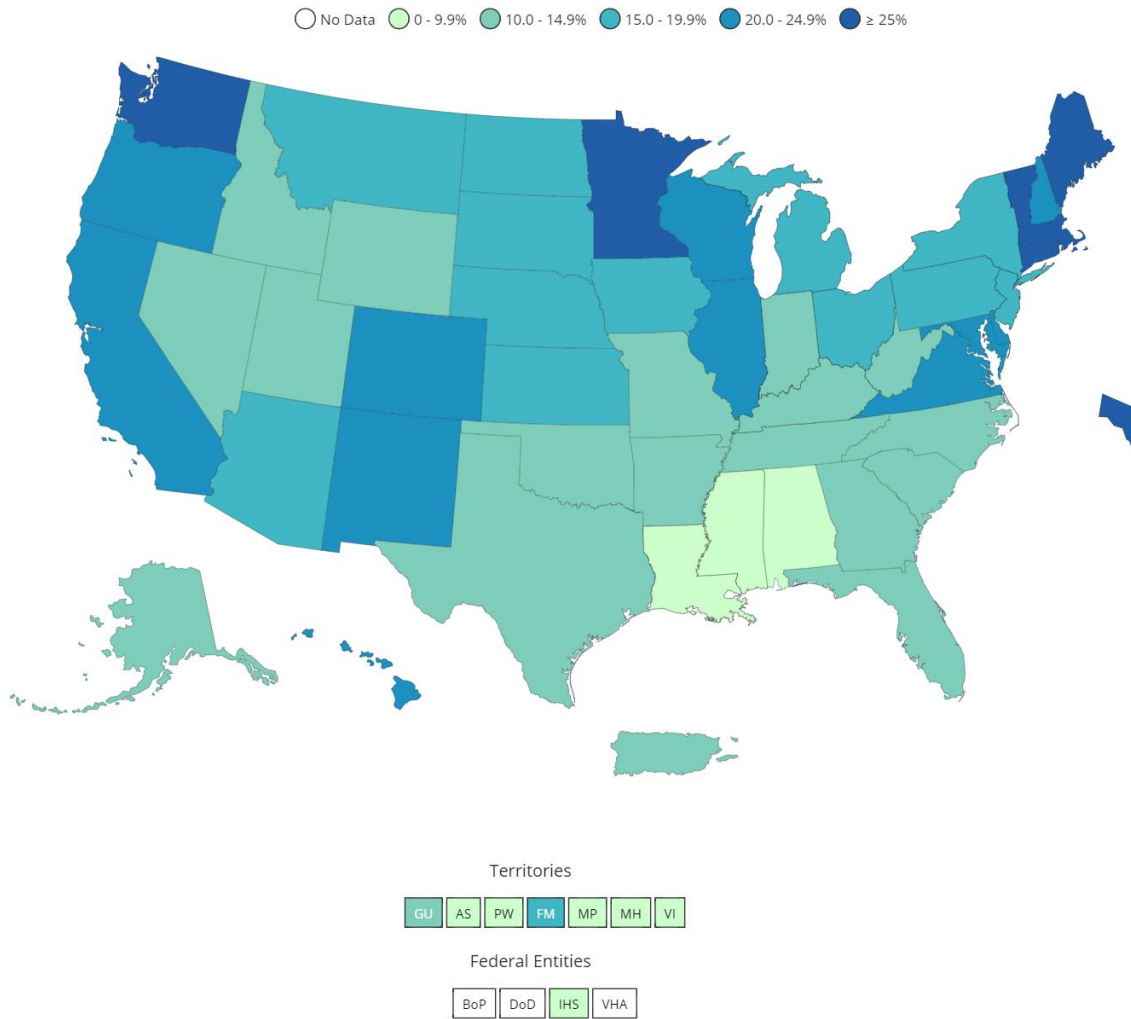 No Data 0 - 9.9% 10.0 - 14.9% 15.0 - 19.9% 20.0 - 24.9% ≥ 25%
Territories
GU AS PW FM MP MH VI
Federal Entities
BoP DoD IHS VHA